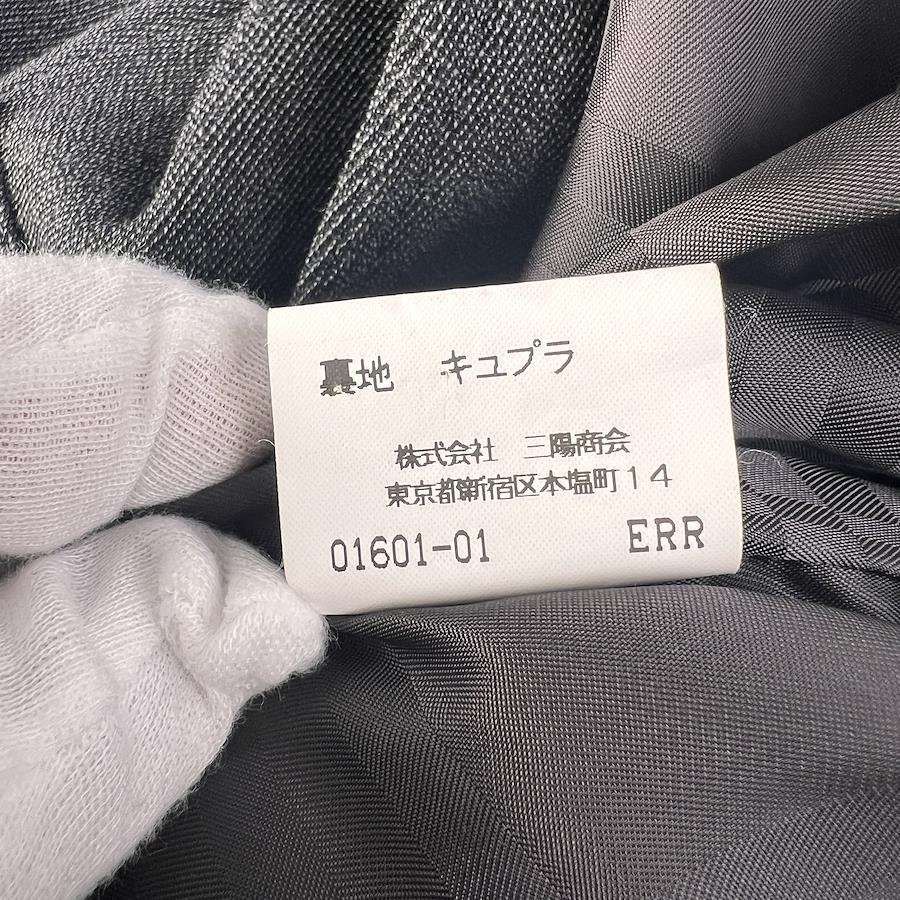 裏地　キュプラ
株式会社　三陽商会
東京都新宿区本塩町１４
01601-01　ERR